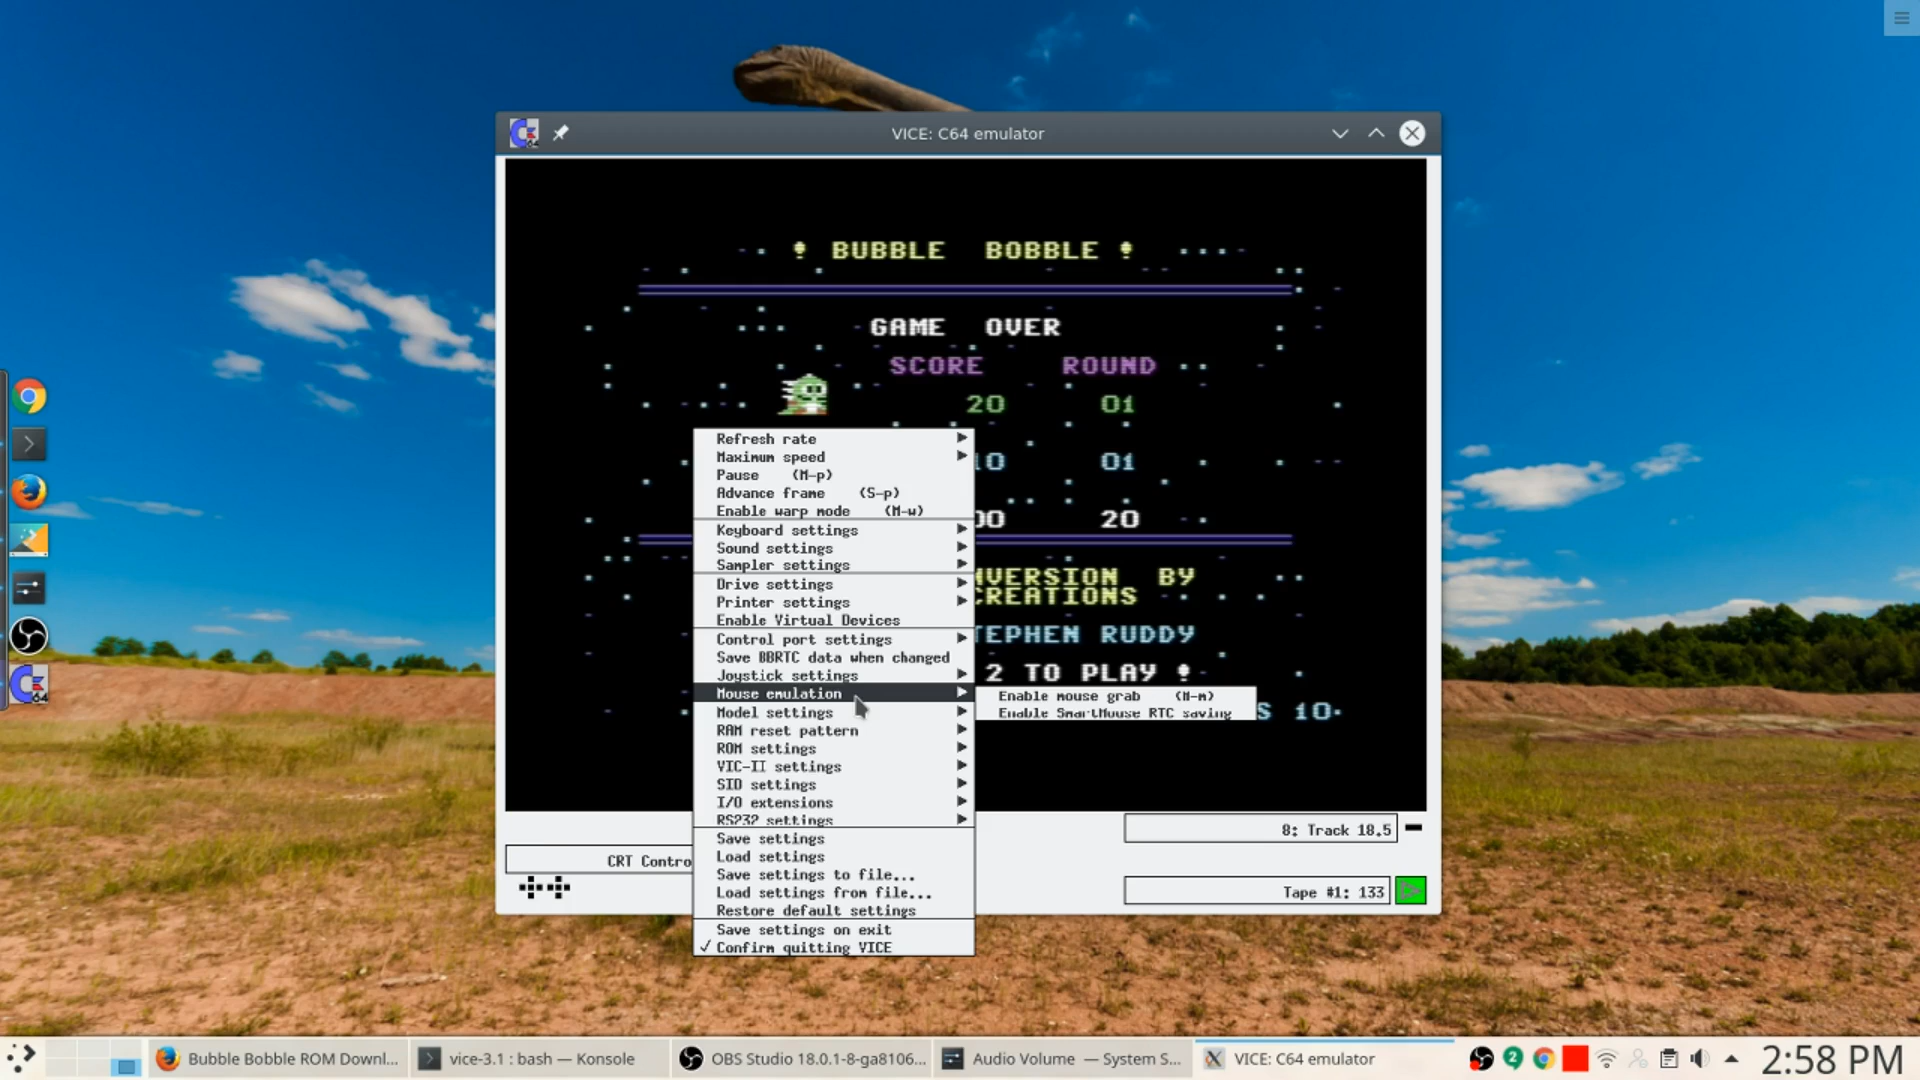 VICE: C64 emulator
! BUBBLE BOBBLE !
GAME OVER
SCORE ROUND
20 01
10 01
00 20
NVERSION BY
CREATIONS
TEPHEN RUDDY
2 TO PLAY !
S 10
Refresh rate
Maximum speed
Pause (M-p)
Advance frame (S-p)
Enable warp mode (M-w)
Keyboard settings
Sound settings
Sampler settings
Drive settings
Printer settings
Enable Virtual Devices
Control port settings
Save BBRTC data when changed
Joystick settings
Mouse emulation
Enable mouse grab (M-m)
Enable SmartMouse RTC saving
Model settings
RAM reset pattern
ROM settings
VIC-II settings
SID settings
I/O extensions
RS232 settings
Save settings
Load settings
Save settings to file...
Load settings from file...
Restore default settings
Save settings on exit
✓ Confirm quitting VICE
8: Track 18.5
CRT Contro
Tape #1: 133
Bubble Bobble ROM Downl...
vice-3.1 : bash — Konsole
OBS Studio 18.0.1-8-ga8106...
Audio Volume — System S...
VICE: C64 emulator
2
2:58 PM